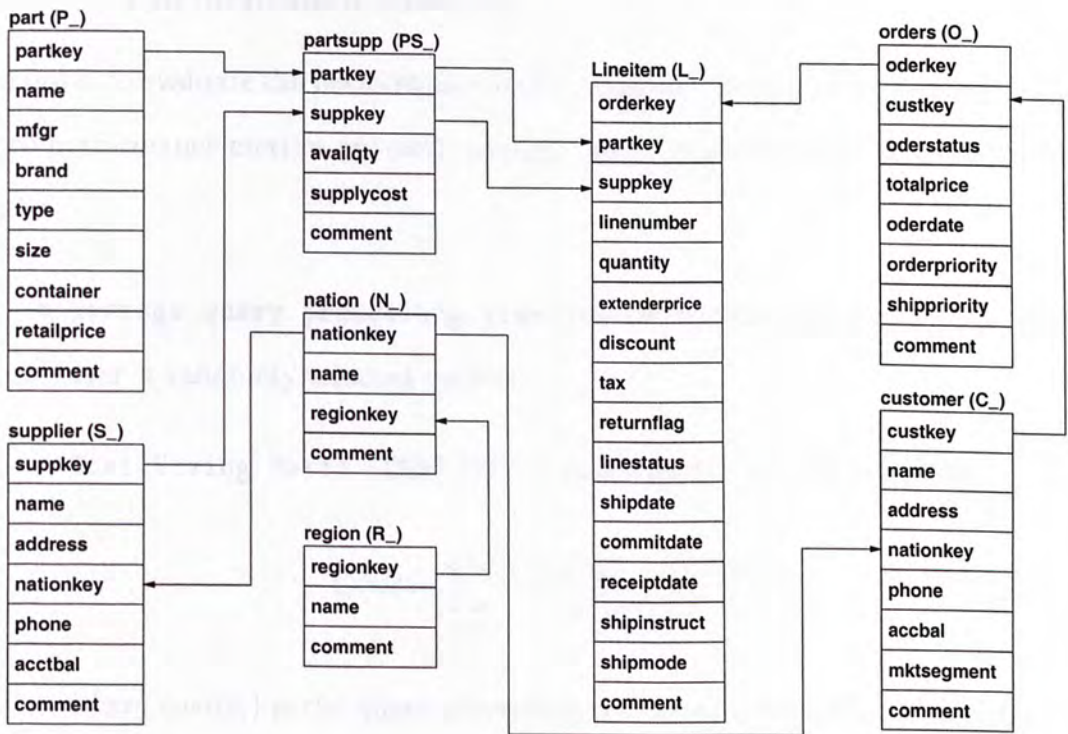 part (P_)
partkey
name
mfgr
brand
type
size
container
retailprice
comment
supplier (S_)
suppkey
name
address
nationkey
phone
acctbal
comment
partsupp (PS_)
partkey
suppkey
availqty
supplycost
comment
nation (N_)
nationkey
name
regionkey
comment
region (R_)
regionkey
name
comment
Lineitem (L_)
orderkey
partkey
suppkey
linenumber
quantity
extenderprice
discount
tax
returnflag
linestatus
shipdate
commitdate
receiptdate
shipinstruct
shipmode
comment
orders (O_)
oderkey
custkey
oderstatus
totalprice
oderdate
orderpriority
shippriority
comment
customer (C_)
custkey
name
address
nationkey
phone
accbal
mktsegment
comment